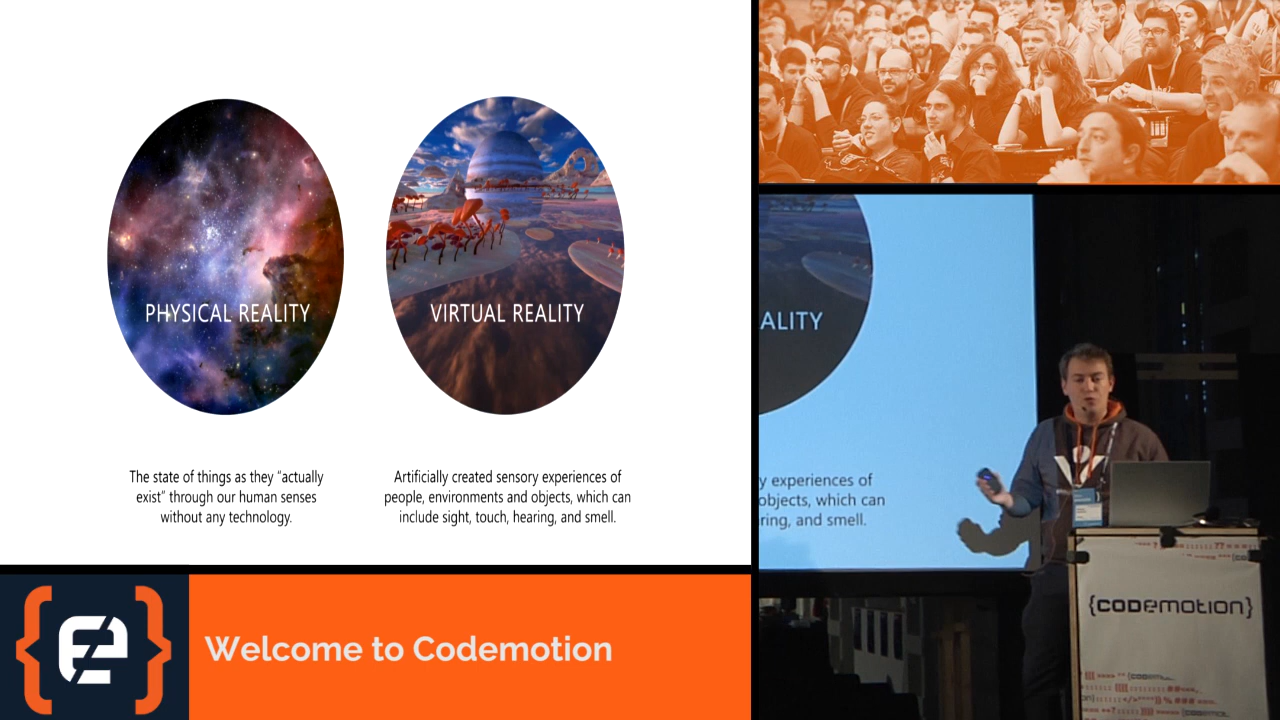 PHYSICAL REALITY
VIRTUAL REALITY
The state of things as they “actually
exist” through our human senses
without any technology.
Artificially created sensory experiences of
people, environments and objects, which can
include sight, touch, hearing, and smell.
Welcome to Codemotion
ALITY
y experiences of
objects, which can
ring, and smell.
{CODEMOTION}